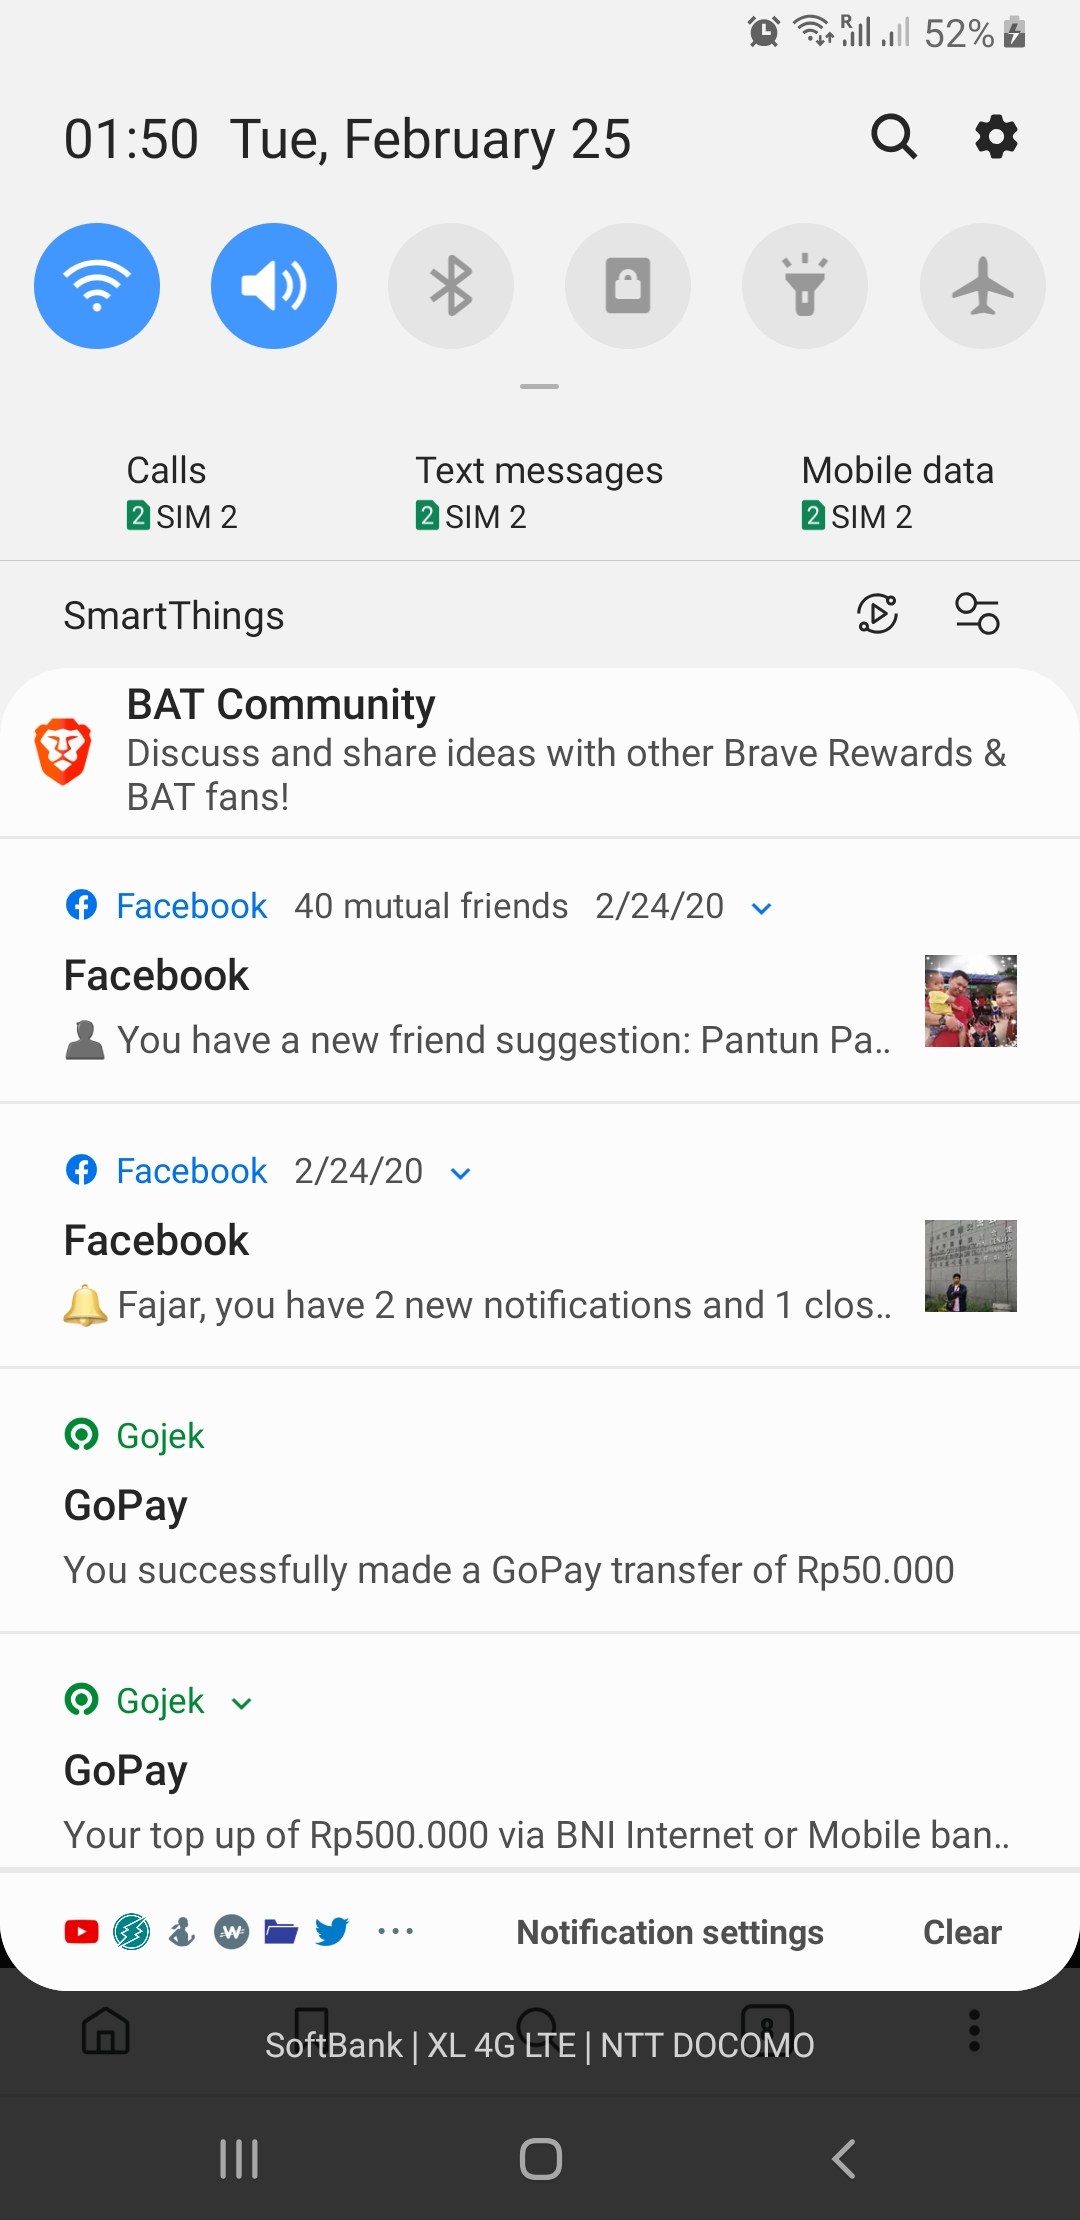 R 52%
01:50 Tue, February 25
Calls Text messages Mobile data
2 SIM 2 2 SIM 2 2 SIM 2
SmartThings
BAT Community
Discuss and share ideas with other Brave Rewards &
BAT fans!
Facebook 40 mutual friends 2/24/20
Facebook
You have a new friend suggestion: Pantun Pa..
Facebook 2/24/20
Facebook
Fajar, you have 2 new notifications and 1 clos..
Gojek
GoPay
You successfully made a GoPay transfer of Rp50.000
Gojek
GoPay
Your top up of Rp500.000 via BNI Internet or Mobile ban..
W ... Notification settings Clear
8
SoftBank | XL 4G LTE | NTT DOCOMO